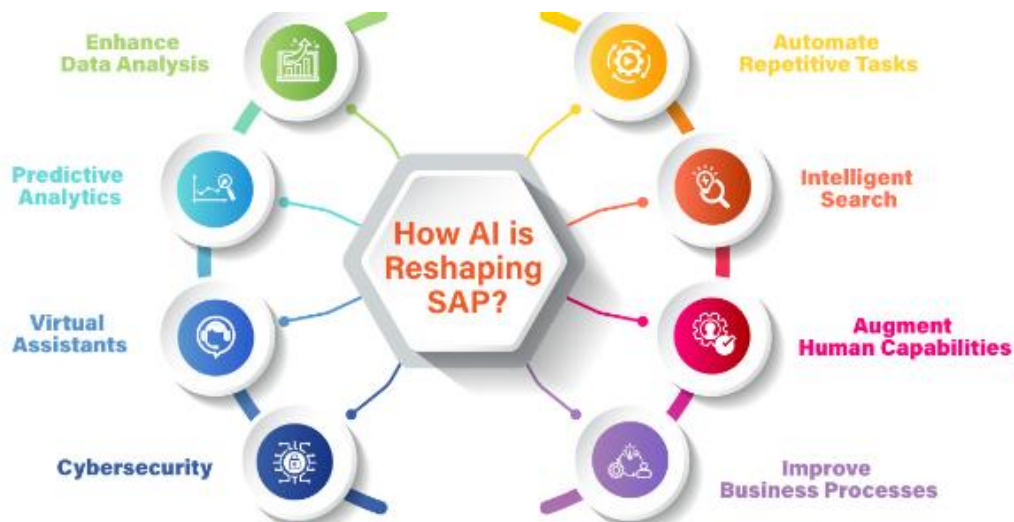 Enhance
Data Analysis
Predictive
Analytics
Virtual
Assistants
Cybersecurity
How AI is
Reshaping
SAP?
Automate
Repetitive Tasks
Intelligent
Search
Augment
Human Capabilities
Improve
Business Processes